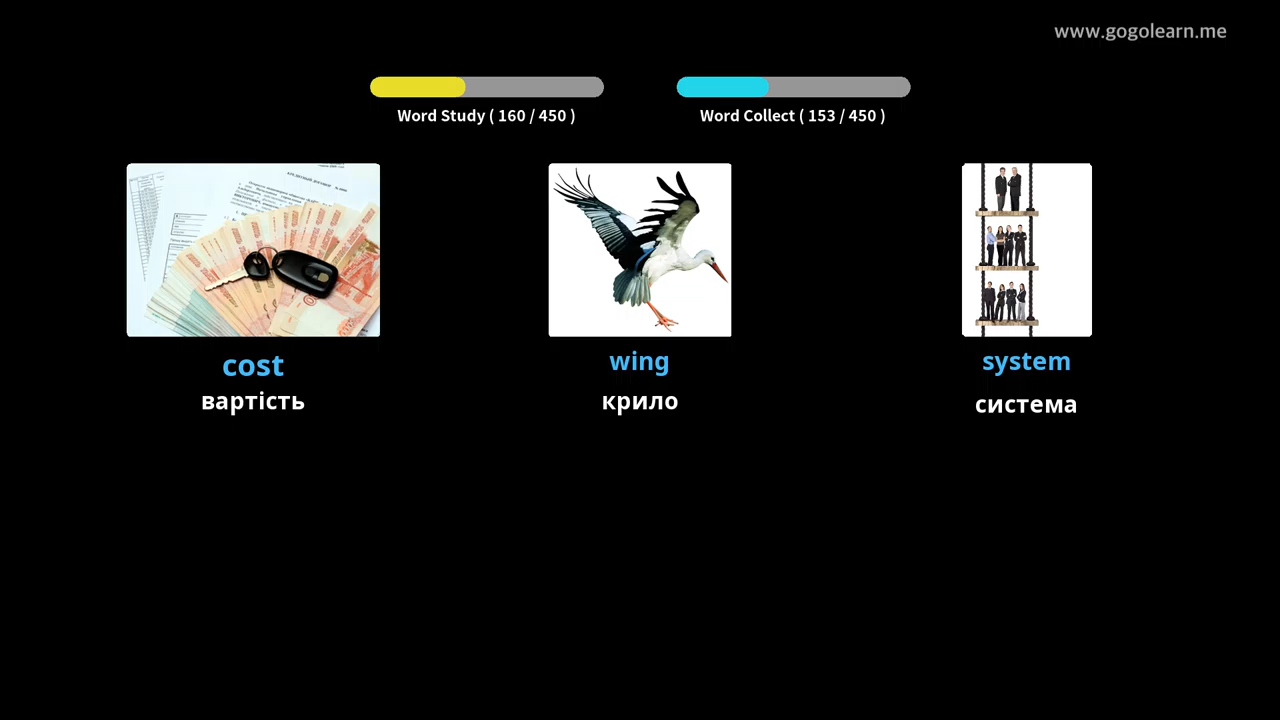 www.gogolearn.me
Word Study ( 160 / 450 )
Word Collect ( 153 / 450 )
cost
вартість
wing
крило
system
система